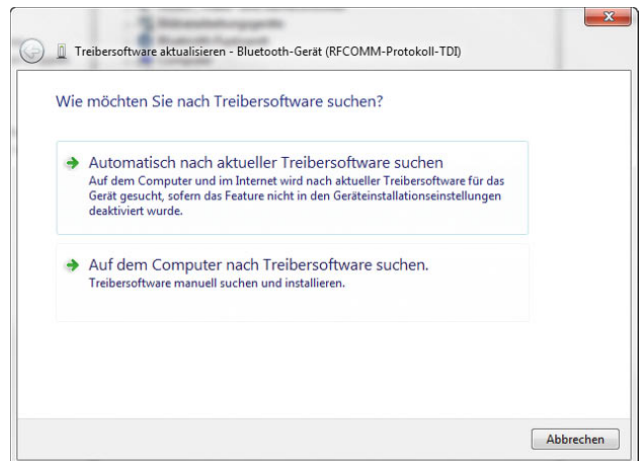 Treibersoftware aktualisieren - Bluetooth-Gerät (RFCOMM-Protokoll-TDI)
Wie möchten Sie nach Treibersoftware suchen?
Automatisch nach aktueller Treibersoftware suchen
Auf dem Computer und im Internet wird nach aktueller Treibersoftware für das
Gerät gesucht, sofern das Feature nicht in den Geräteinstallationseinstellungen
deaktiviert wurde.
Auf dem Computer nach Treibersoftware suchen.
Treibersoftware manuell suchen und installieren.
Abbrechen